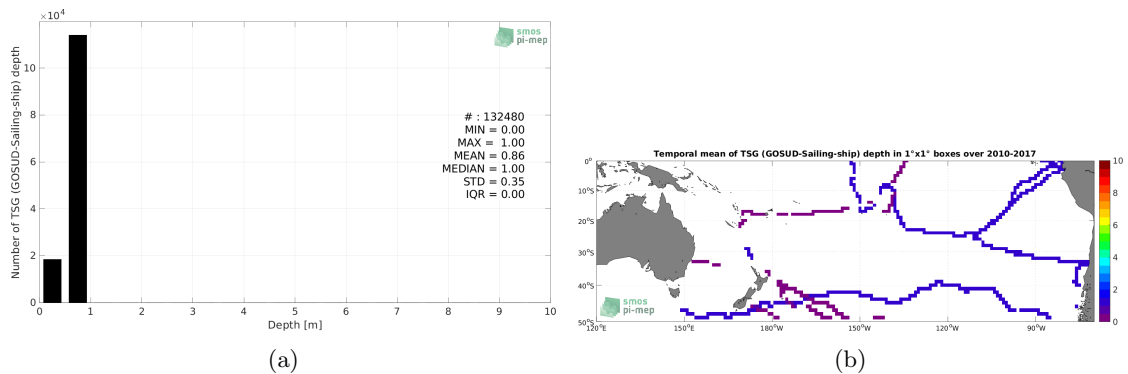 ×10⁴
10
8
6
4
2
0
Number of TSG (GOSUD-Sailing-ship) depth
smos
pi-mep
# : 132480
MIN = 0.00
MAX = 1.00
MEAN = 0.86
MEDIAN = 1.00
STD = 0.35
IQR = 0.00
0 1 2 3 4 5 6 7 8 9 10
Depth [m]
(a)
Temporal mean of TSG (GOSUD-Sailing-ship) depth in 1°x1° boxes over 2010-2017
0°
10°S
20°S
30°S
40°S
50°S
smos
pi-mep
120°E 150°E 180°W 150°W 120°W 90°W
10
8
6
4
2
0
(b)